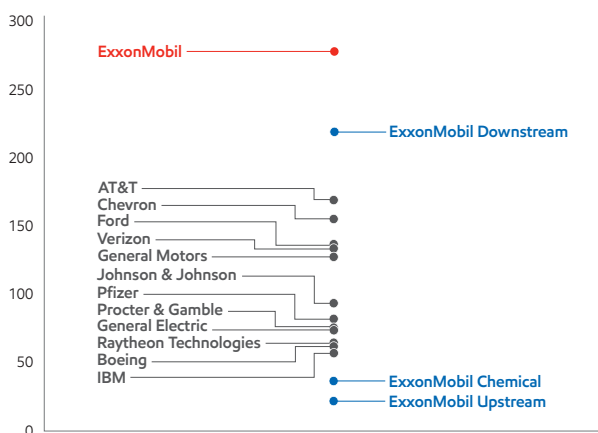 300
ExxonMobil
250
ExxonMobil Downstream
200
AT&T
Chevron
Ford
150
Verizon
General Motors
Johnson & Johnson
Pfizer
100
Procter & Gamble
General Electric
Raytheon Technologies
Boeing
50
IBM
ExxonMobil Chemical
ExxonMobil Upstream
0